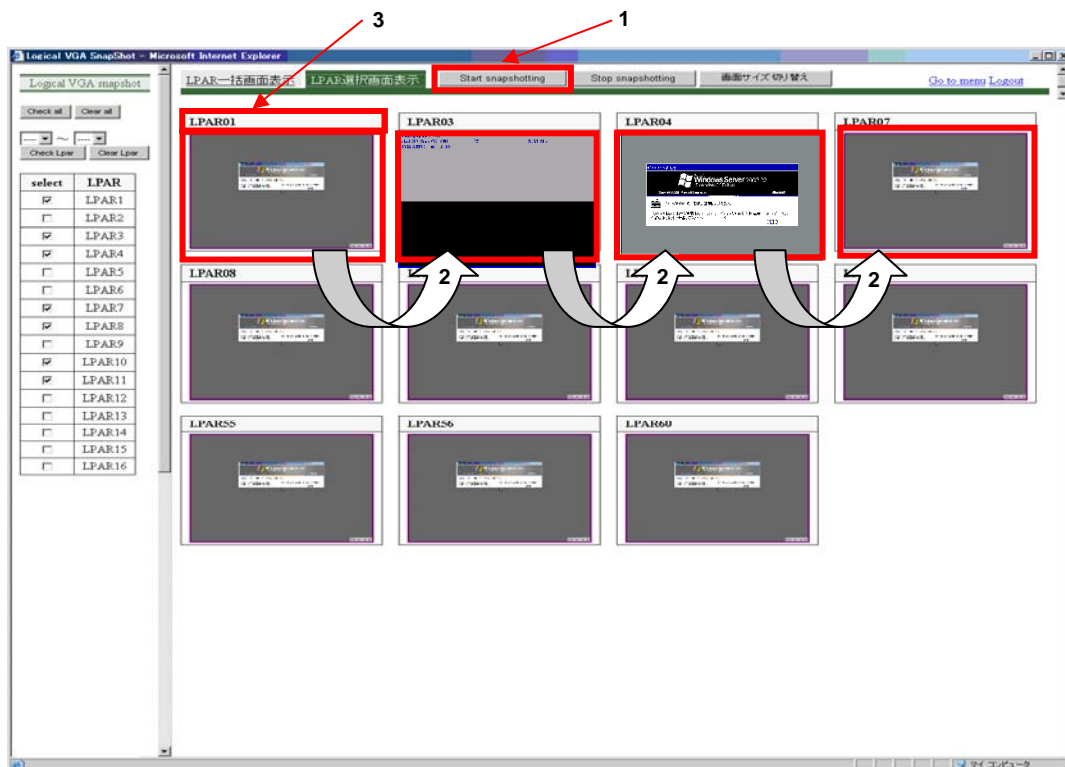 3 1
Logical VGA SnapShot - Microsoft Internet Explorer
Logical VGA snapshot
LPAR一括画面表示 LPAR選択画面表示 Start snapshotting Stop snapshotting 画面サイズ切り替え Go to menu Logout
Check all Clear all
---- ～ ----
Check Lpar Clear Lpar
select LPAR
LPAR1
LPAR2
LPAR3
LPAR4
LPAR5
LPAR6
LPAR7
LPAR8
LPAR9
LPAR10
LPAR11
LPAR12
LPAR13
LPAR14
LPAR15
LPAR16
LPAR01 LPAR03 LPAR04 LPAR07
Windows Server
2 2 2
LPAR08
LPAR55 LPAR56 LPAR60
マイ コンピュータ